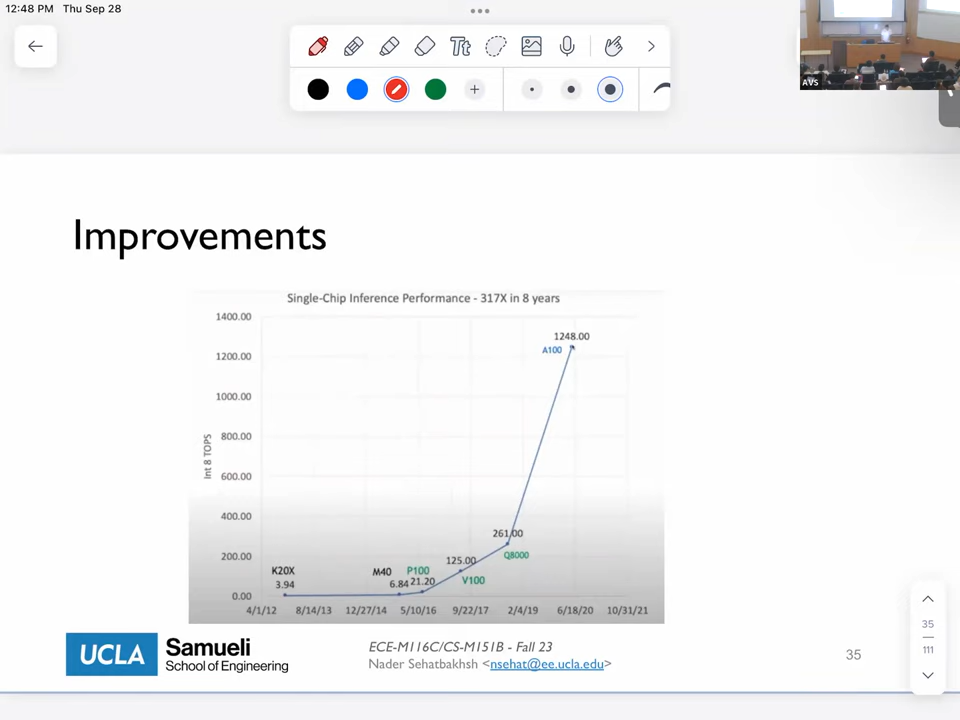 12:48 PM Thu Sep 28
Tt
AVS
Improvements
Single-Chip Inference Performance - 317X in 8 years
1400.00
1200.00
1000.00
800.00
600.00
400.00
200.00
0.00
Int 8 TOPS
1248.00
A100
261.00
Q8000
125.00
V100
K20X
3.94
M40
6.84
P100
21.20
4/1/12 8/14/13 12/27/14 5/10/16 9/22/17 2/4/19 6/18/20 10/31/21
UCLA Samueli
School of Engineering
ECE-M116C/CS-M151B - Fall 23
Nader Sehatbakhsh <nsehat@ee.ucla.edu>
35
35
111